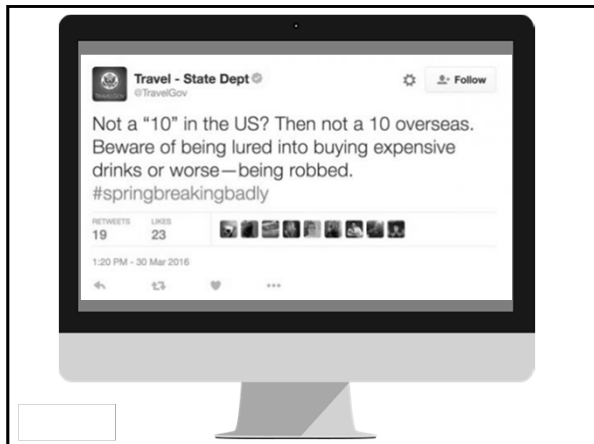 Travel - State Dept
@TravelGov
Follow
Not a “10” in the US? Then not a 10 overseas.
Beware of being lured into buying expensive
drinks or worse—being robbed.
#springbreakingbadly
RETWEETS LIKES
19 23
1:20 PM - 30 Mar 2016